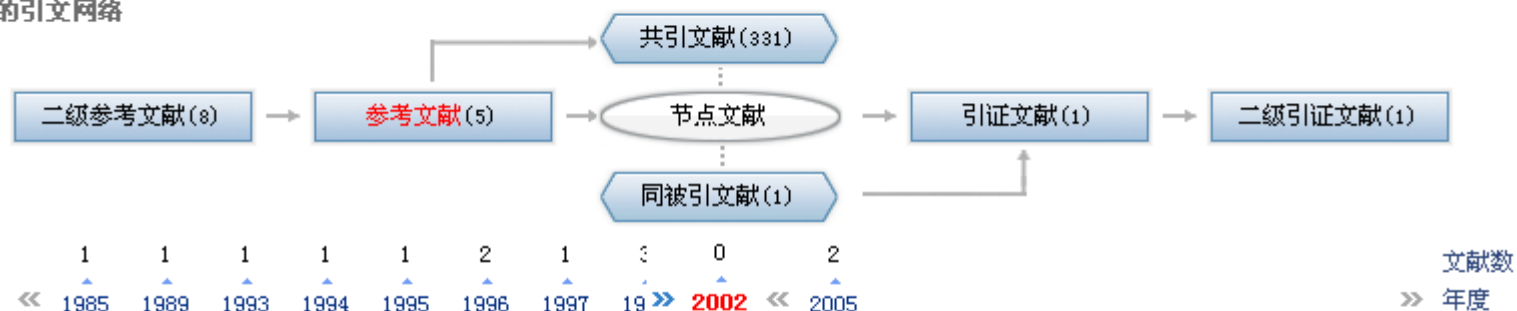 的引文网络
共引文献(331)
二级参考文献(8) 参考文献(5) 节点文献 引证文献(1) 二级引证文献(1)
同被引文献(1)
1 1 1 1 1 2 1 0 2 文献数
« 1985 1989 1993 1994 1995 1996 1997 19 » 2002 « 2005 » 年度